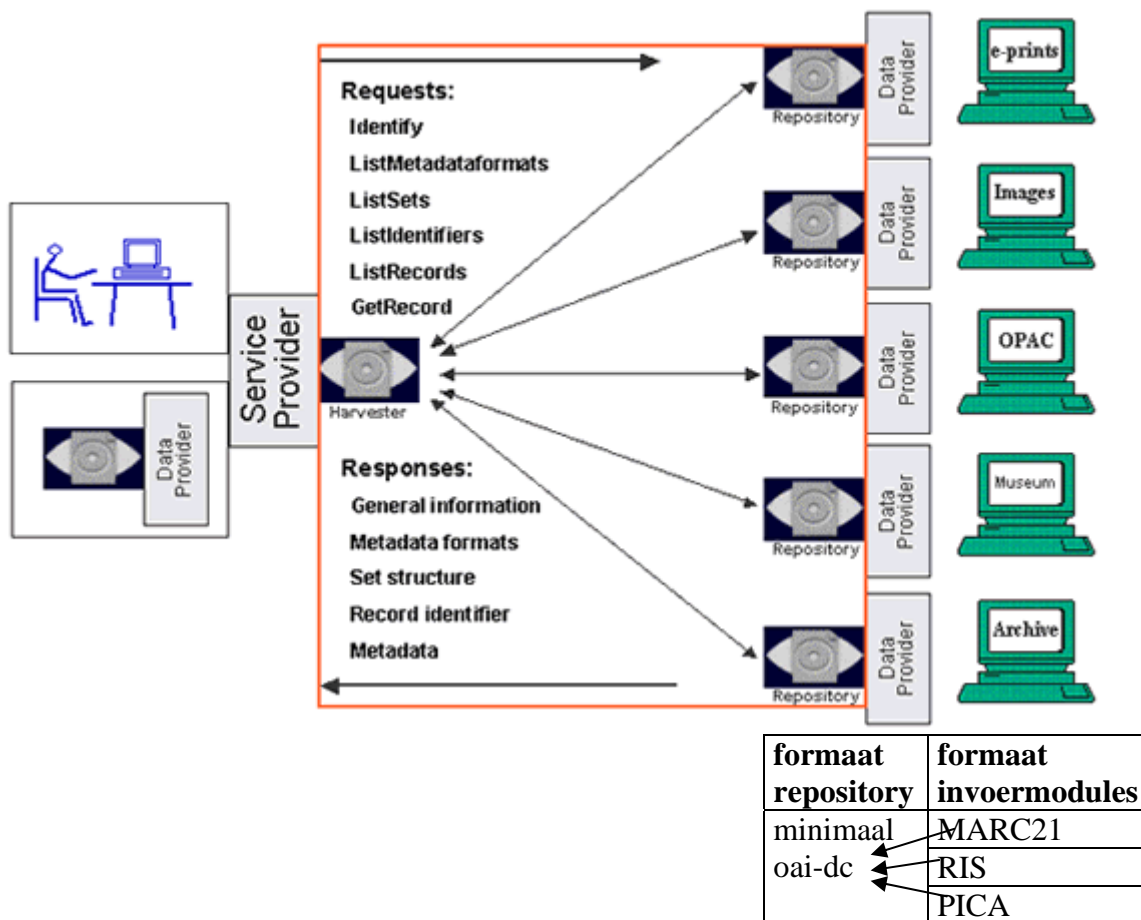 Requests:
Identify
ListMetadataformats
ListSets
ListIdentifiers
ListRecords
GetRecord
Service
Provider
Harvester
Data
Provider
Responses:
General information
Metadata formats
Set structure
Record identifier
Metadata
Repository
Data
Provider
e-prints
Repository
Data
Provider
Images
Repository
Data
Provider
OPAC
Repository
Data
Provider
Museum
Repository
Data
Provider
Archive
formaat
repository
formaat
invoermodules
minimaal
oai-dc
MARC21
RIS
PICA